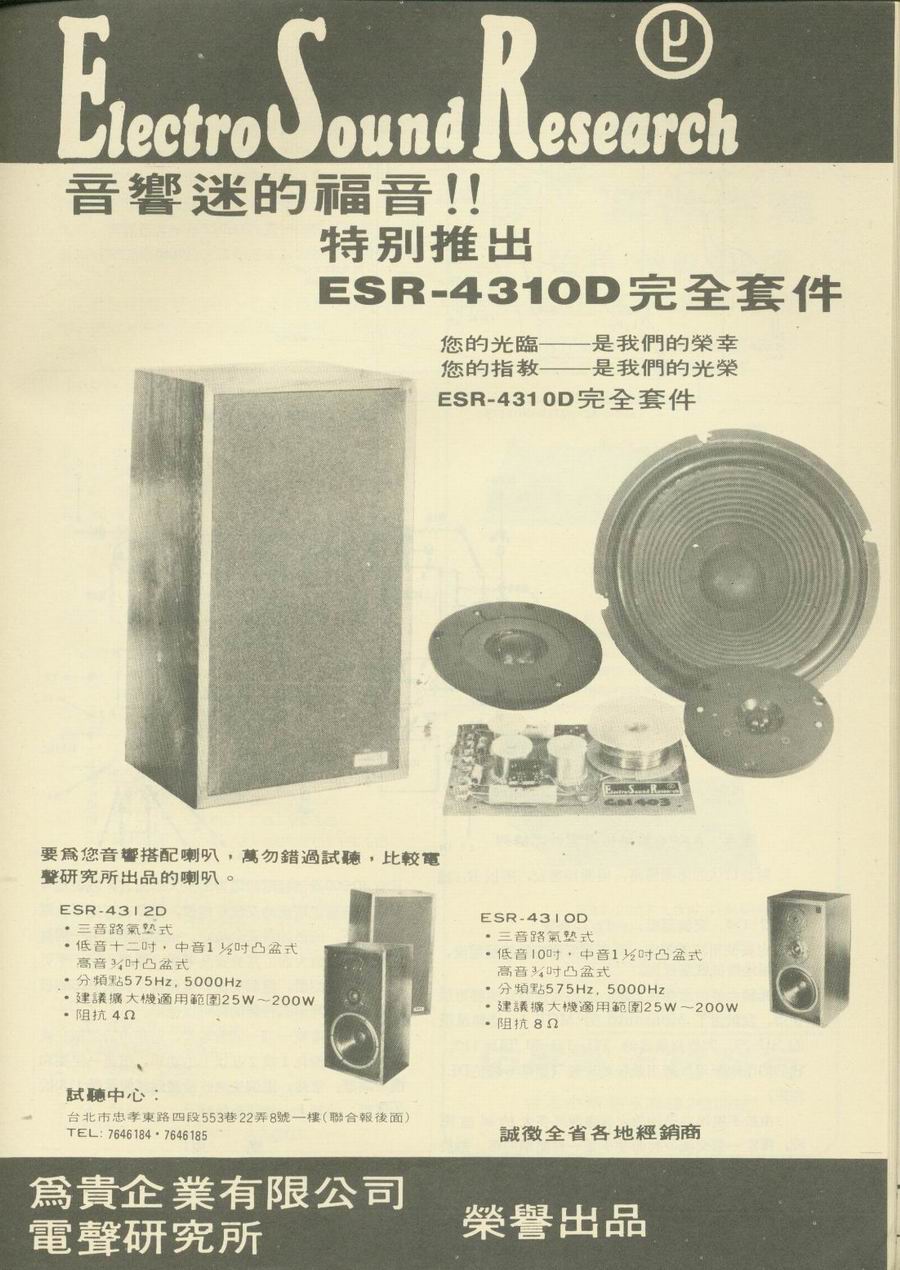 ElectroSoundResearch
音響迷的福音!!
特別推出
ESR-4310D完全套件
您的光臨——是我們的榮幸
您的指教——是我們的光榮
ESR-4310D完全套件
ElectroSoundResearch
GN403
要爲您音響搭配喇叭，萬勿錯過試聽，比較電
聲研究所出品的喇叭。
ESR-4312D
•三音路氣墊式
•低音十二吋，中音1½吋凸盆式
高音¾吋凸盆式
•分頻點575Hz, 5000Hz
•建議擴大機適用範圍25W～200W
•阻抗4Ω
ESR-4310D
•三音路氣墊式
•低音10吋，中音1½吋凸盆式
高音¾吋凸盆式
•分頻點575Hz, 5000Hz
•建議擴大機適用範圍25W～200W
•阻抗8Ω
試聽中心：
台北市忠孝東路四段553巷22弄8號一樓(聯合報後面)
TEL: 7646184・7646185
誠徵全省各地經銷商
爲貴企業有限公司
電聲研究所
榮譽出品